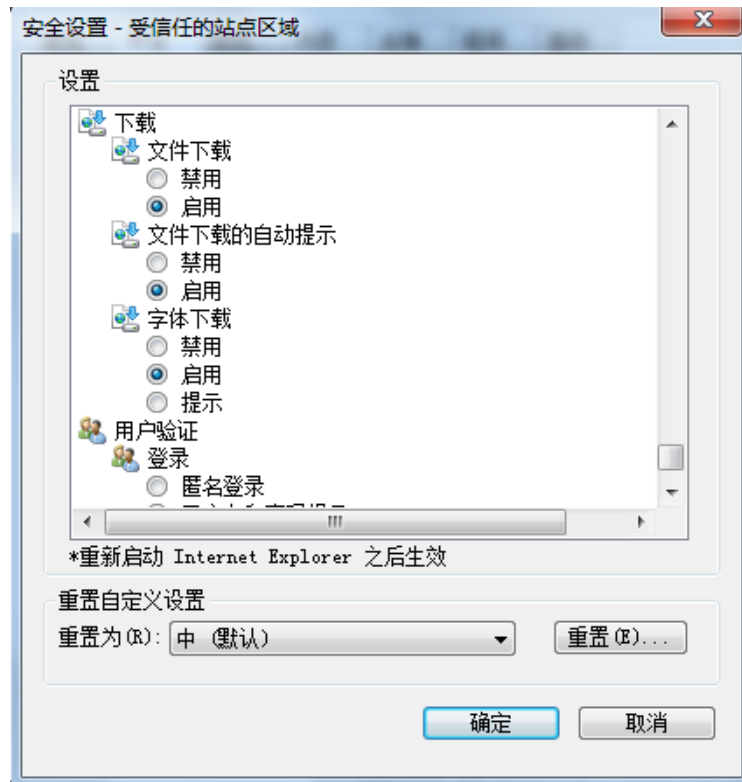 安全设置 - 受信任的站点区域
设置
下载
文件下载
禁用
启用
文件下载的自动提示
禁用
启用
字体下载
禁用
启用
提示
用户验证
登录
匿名登录
*重新启动 Internet Explorer 之后生效
重置自定义设置
重置为(R): 中 (默认) 重置(E)...
确定 取消